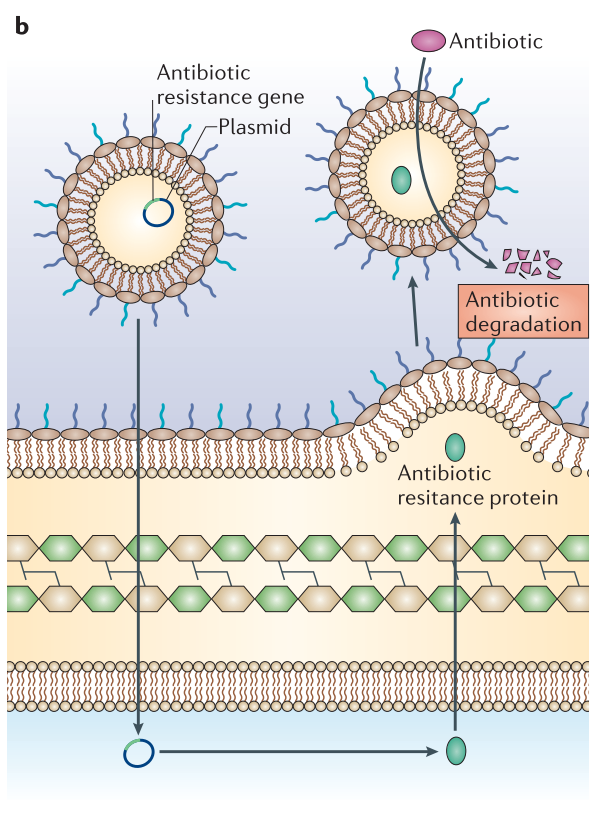 b
Antibiotic
Antibiotic
resistance gene
Plasmid
Antibiotic
degradation
Antibiotic
resitance protein